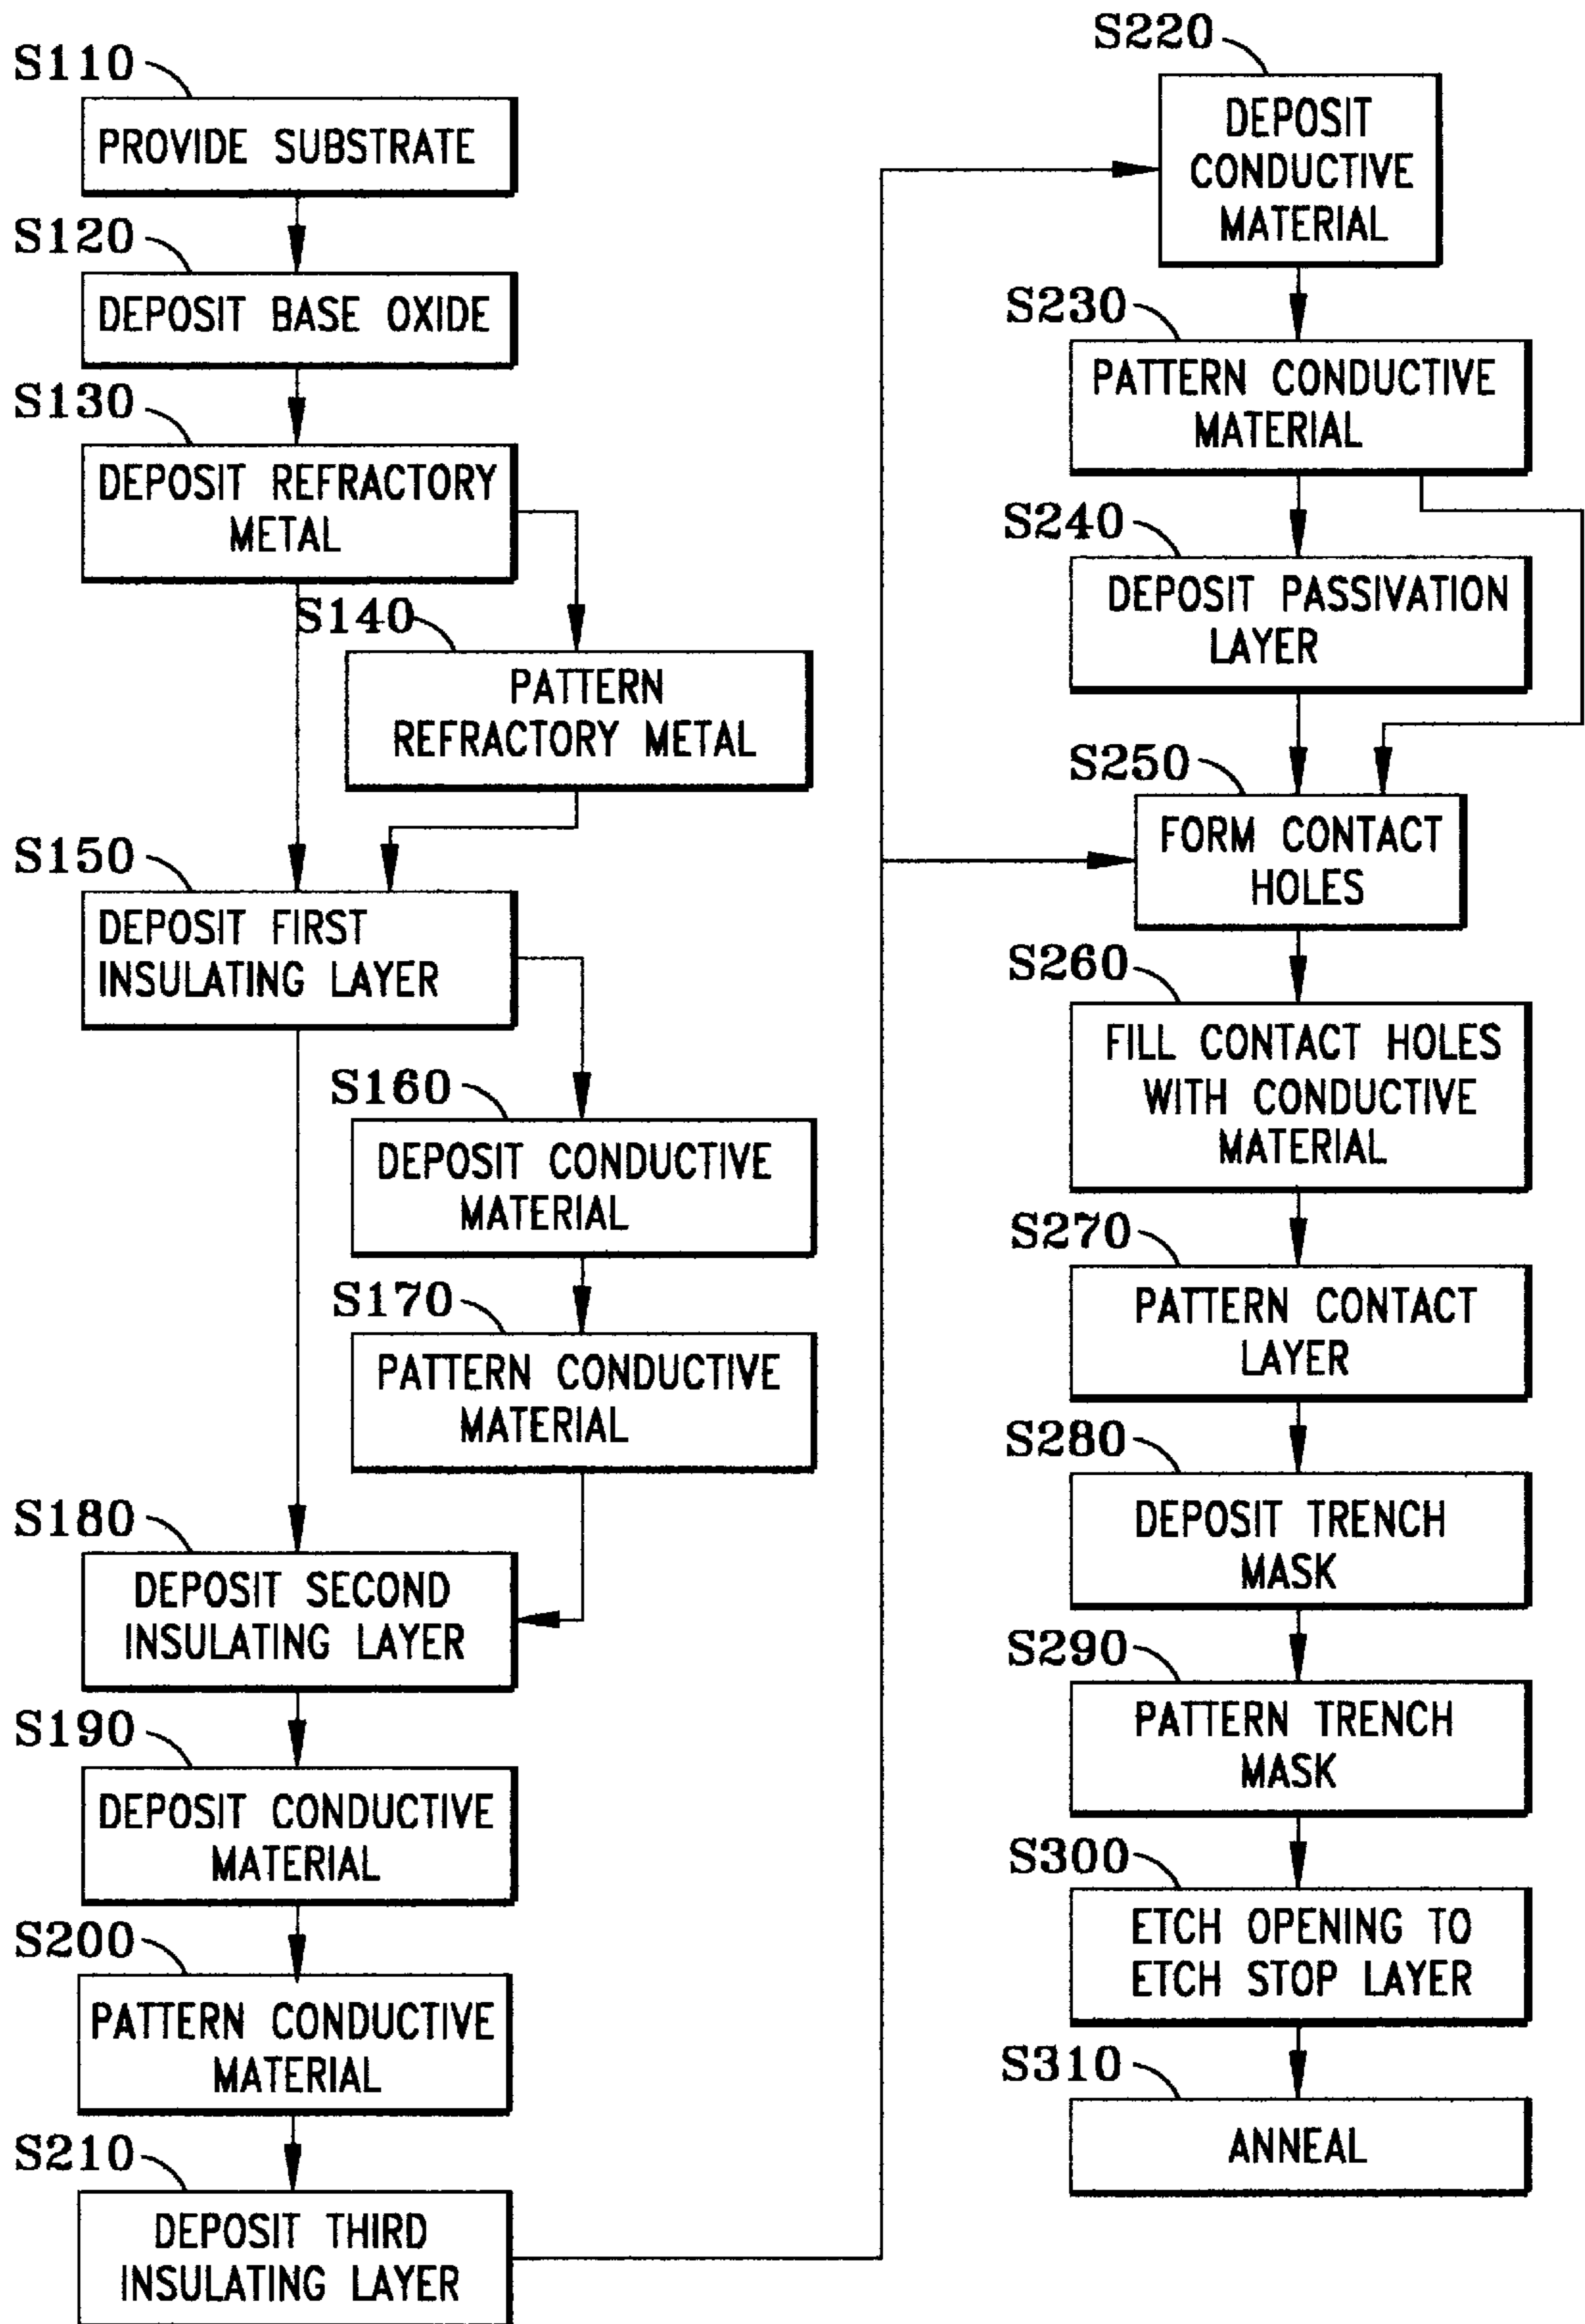 S110
PROVIDE SUBSTRATE
S120
DEPOSIT BASE OXIDE
S130
DEPOSIT REFRACTORY
METAL
S140
PATTERN
REFRACTORY METAL
S150
DEPOSIT FIRST
INSULATING LAYER
S160
DEPOSIT CONDUCTIVE
MATERIAL
S170
PATTERN CONDUCTIVE
MATERIAL
S180
DEPOSIT SECOND
INSULATING LAYER
S190
DEPOSIT CONDUCTIVE
MATERIAL
S200
PATTERN CONDUCTIVE
MATERIAL
S210
DEPOSIT THIRD
INSULATING LAYER
S220
DEPOSIT
CONDUCTIVE
MATERIAL
S230
PATTERN CONDUCTIVE
MATERIAL
S240
DEPOSIT PASSIVATION
LAYER
S250
FORM CONTACT
HOLES
S260
FILL CONTACT HOLES
WITH CONDUCTIVE
MATERIAL
S270
PATTERN CONTACT
LAYER
S280
DEPOSIT TRENCH
MASK
S290
PATTERN TRENCH
MASK
S300
ETCH OPENING TO
ETCH STOP LAYER
S310
ANNEAL